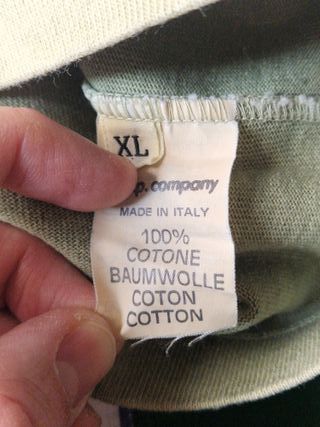 XL
p.company
MADE IN ITALY
100%
COTONE
BAUMWOLLE
COTON
COTTON